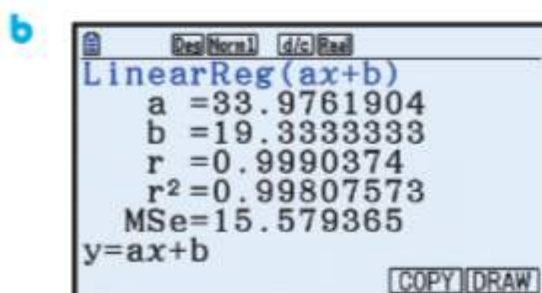 b
Deg Norm1 d/c Real
LinearReg(ax+b)
a =33.9761904
b =19.3333333
r =0.9990374
r²=0.99807573
MSe=15.579365
y=ax+b
COPY DRAW